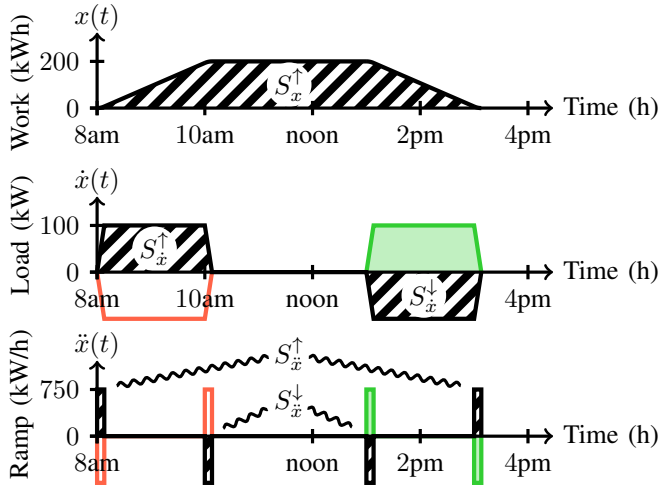 x(t)
Work (kWh)
200
0
S_x^↑
8am 10am noon 2pm 4pm
Time (h)
ẋ(t)
Load (kW)
100
0
S_ẋ^↑
S_ẋ^↓
8am 10am noon 2pm 4pm
Time (h)
ẍ(t)
Ramp (kW/h)
750
0
S_ẍ^↑
S_ẍ^↓
8am noon 2pm 4pm
Time (h)